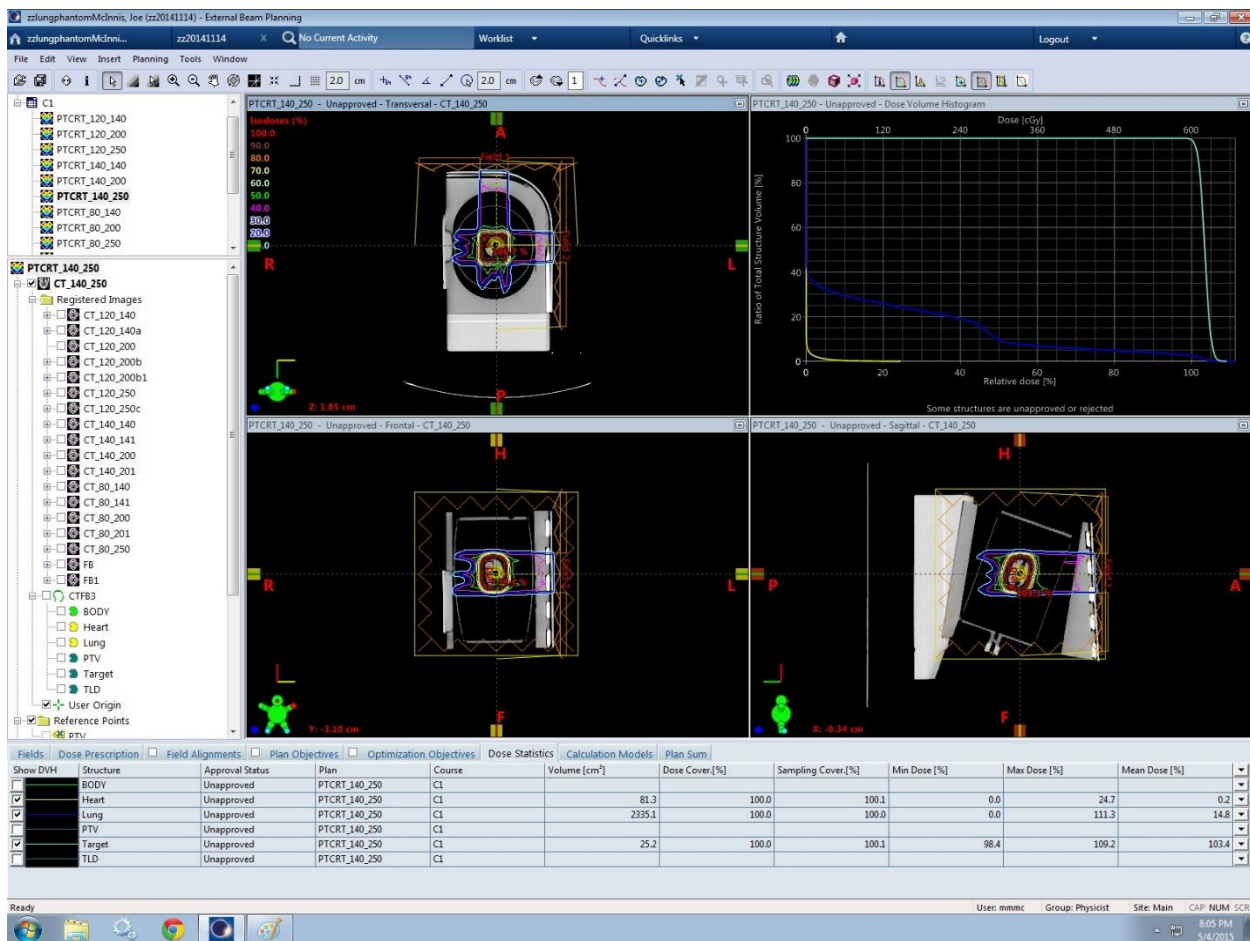 zzlungphantomMcInnis, Joe (zz20141114) - External Beam Planning
zzlungphantomMcInni... zz20141114 X No Current Activity Worklist Quicklinks Logout
File Edit View Insert Planning Tools Window
2.0 cm 2.0 cm 1
C1
PTCRT_120_140
PTCRT_120_200
PTCRT_120_250
PTCRT_140_140
PTCRT_140_200
PTCRT_140_250
PTCRT_80_140
PTCRT_80_200
PTCRT_80_250
PTCRT_140_250
CT_140_250
Registered Images
CT_120_140
CT_120_140a
CT_120_200
CT_120_200b
CT_120_200b1
CT_120_250
CT_120_250c
CT_140_140
CT_140_141
CT_140_200
CT_140_201
CT_80_140
CT_80_141
CT_80_200
CT_80_201
CT_80_250
FB
FB1
CTFB3
BODY
Heart
Lung
PTV
Target
TLD
User Origin
Reference Points
PTV
PTCRT_140_250 - Unapproved - Transversal - CT_140_250
Isodoses (%)
100.0
90.0
80.0
70.0
60.0
50.0
40.0
30.0
20.0
.0
A
Field 1
Field 2
R
L
P
Z: 1.85 cm
PTCRT_140_250 - Unapproved - Dose Volume Histogram
Dose [cGy]
0 120 240 360 480 600
Ratio of Total Structure Volume [%]
100
80
60
40
20
0
0 20 40 60 80 100
Relative dose [%]
Some structures are unapproved or rejected
PTCRT_140_250 - Unapproved - Frontal - CT_140_250
H
R
L
F
Y: -3.10 cm
PTCRT_140_250 - Unapproved - Sagittal - CT_140_250
H
P
A
F
X: -0.34 cm
Fields Dose Prescription Field Alignments Plan Objectives Optimization Objectives Dose Statistics Calculation Models Plan Sum
Show DVH Structure Approval Status Plan Course Volume [cm³] Dose Cover.[%] Sampling Cover.[%] Min Dose [%] Max Dose [%] Mean Dose [%]
BODY Unapproved PTCRT_140_250 C1
Heart Unapproved PTCRT_140_250 C1 81.3 100.0 100.1 0.0 24.7 0.2
Lung Unapproved PTCRT_140_250 C1 2335.1 100.0 100.0 0.0 111.3 14.8
PTV Unapproved PTCRT_140_250 C1
Target Unapproved PTCRT_140_250 C1 25.2 100.0 100.1 98.4 109.2 103.4
TLD Unapproved PTCRT_140_250 C1
Ready User: mmmc Group: Physicist Site: Main CAP NUM SCR
8:05 PM
5/4/2015